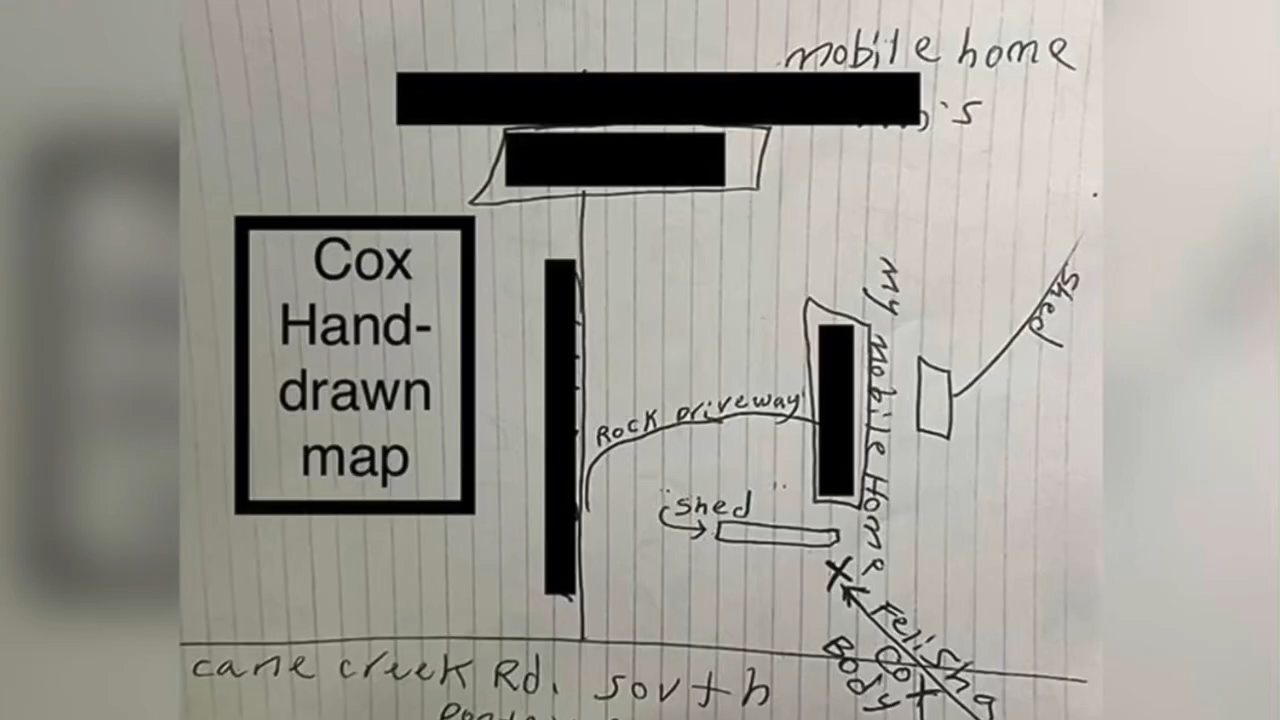 mobile home
's
Cox
Hand-
drawn
map
Shed
My Mobile Home
Rock Driveway
"shed"
X
Felisha
Cox
Body
cane creek Rd. South